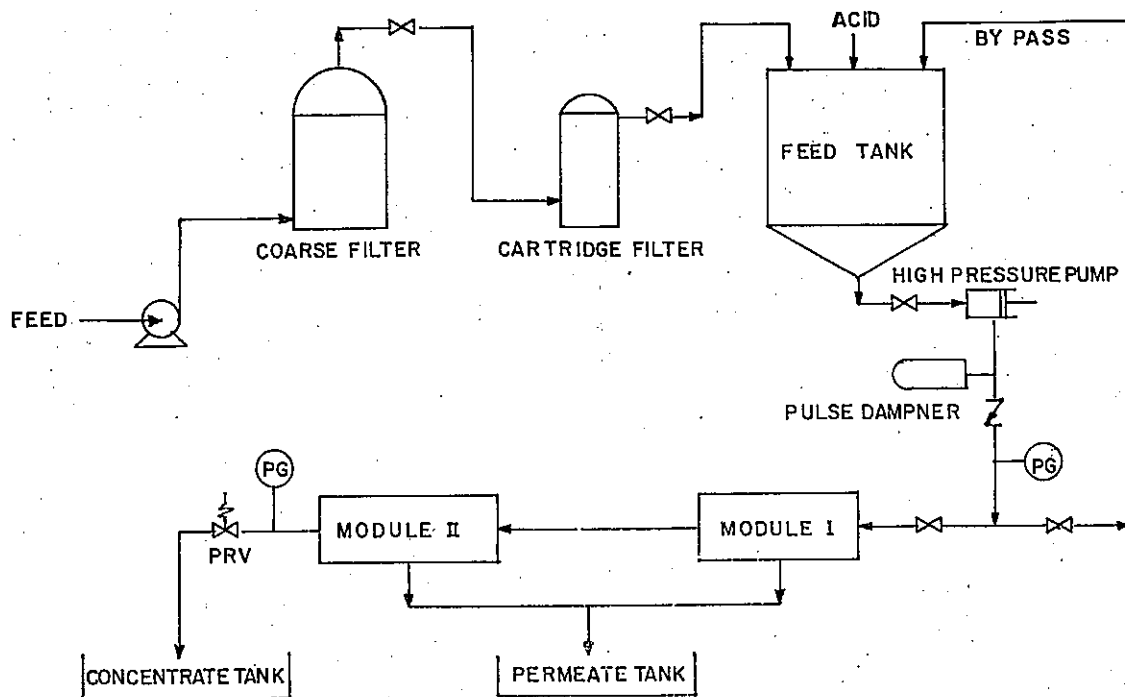 ACID
BY PASS
FEED TANK
COARSE FILTER
CARTRIDGE FILTER
HIGH PRESSURE PUMP
FEED
PULSE DAMPNER
PG
PG
MODULE II
MODULE I
PRV
CONCENTRATE TANK
PERMEATE TANK